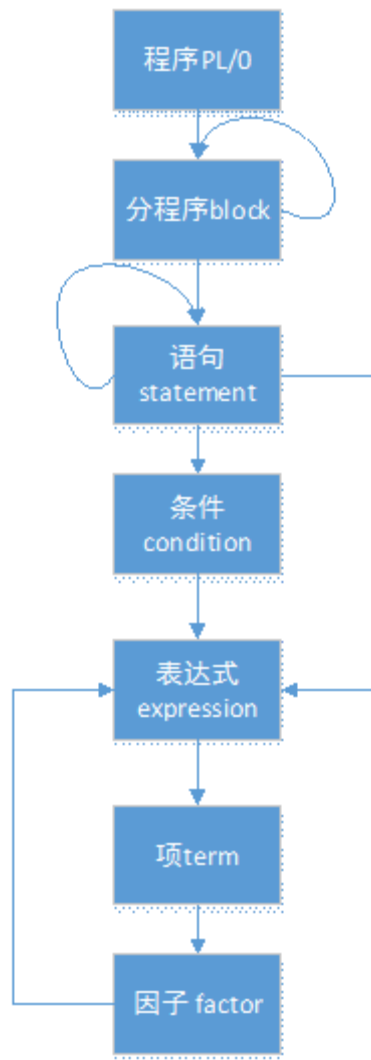 程序PL/0
分程序block
语句
statement
条件
condition
表达式
expression
项term
因子 factor